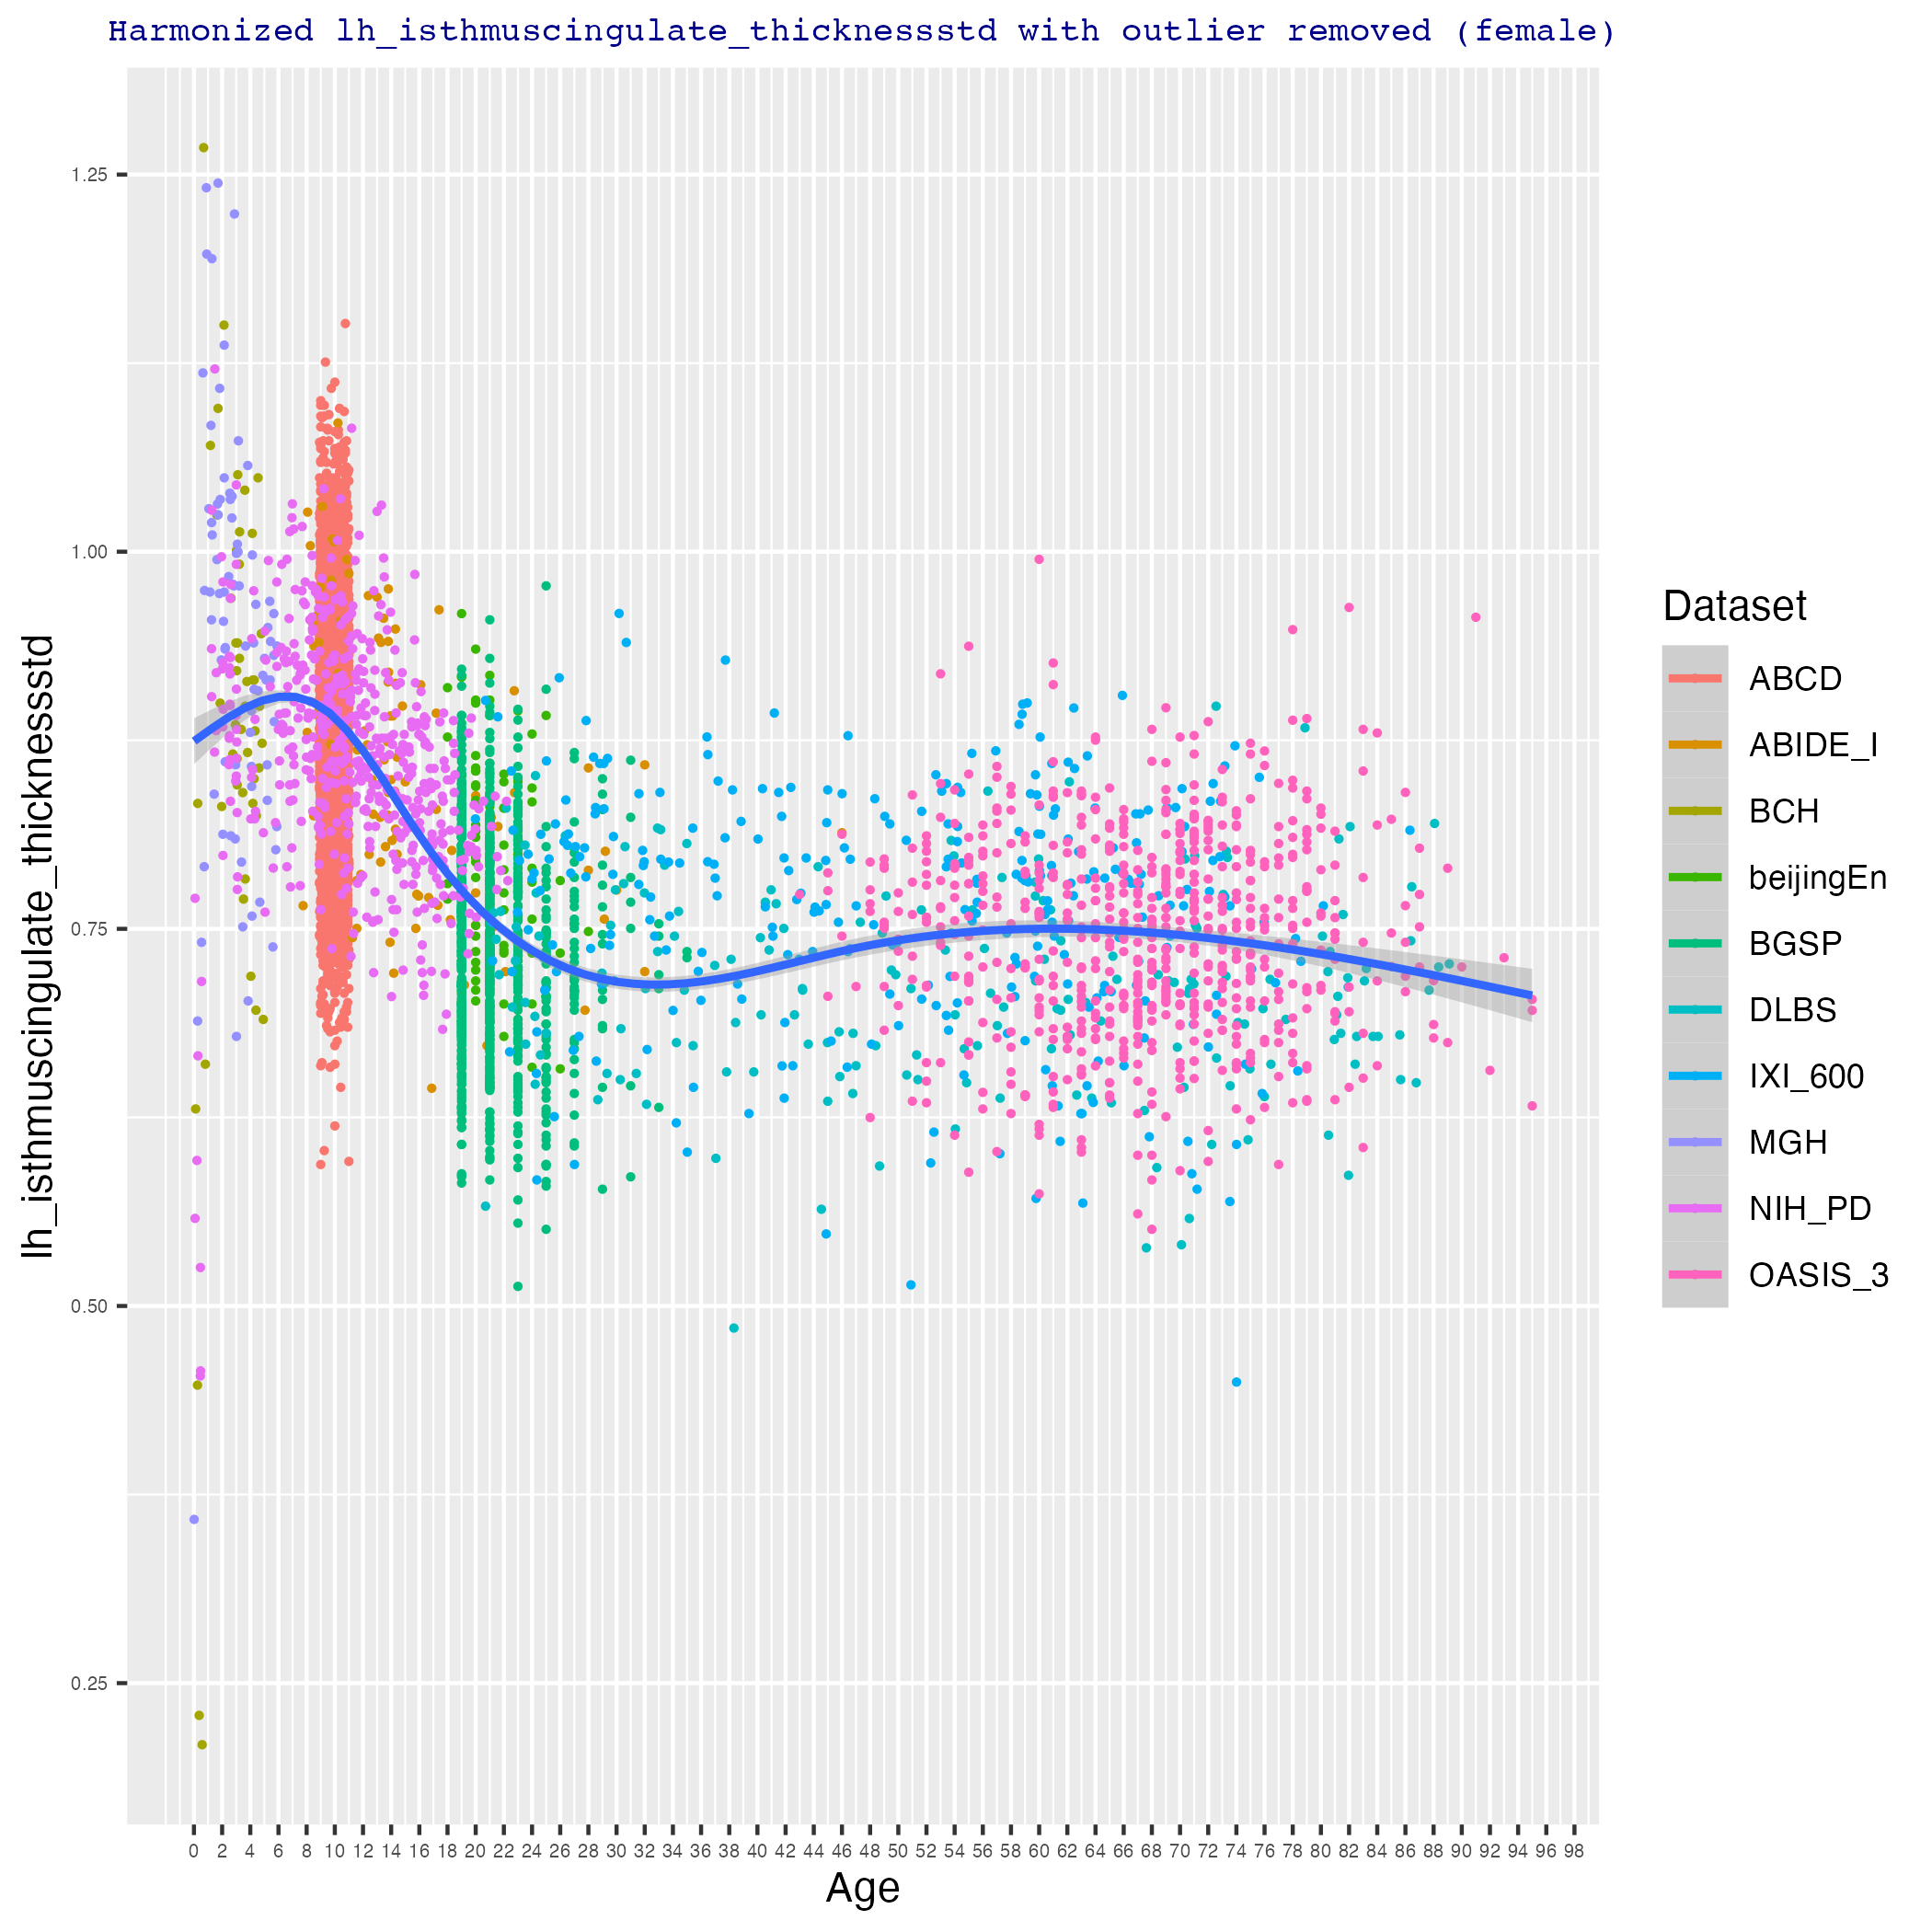 Harmonized lh_isthmuscingulate_thicknessstd with outlier removed (female)
lh_isthmuscingulate_thicknessstd
1.25
1.00
0.75
0.50
0.25
0 2 4 6 8 10 12 14 16 18 20 22 24 26 28 30 32 34 36 38 40 42 44 46 48 50 52 54 56 58 60 62 64 66 68 70 72 74 76 78 80 82 84 86 88 90 92 94 96 98
Age
Dataset
ABCD
ABIDE_I
BCH
beijingEn
BGSP
DLBS
IXI_600
MGH
NIH_PD
OASIS_3